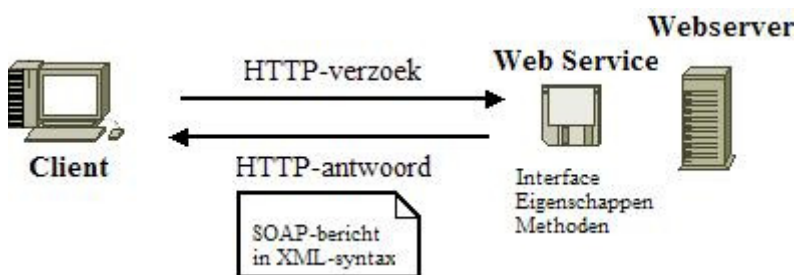 Webserver
Web Service
HTTP-verzoek
Client
HTTP-antwoord
Interface
Eigenschappen
Methoden
SOAP-bericht
in XML-syntax